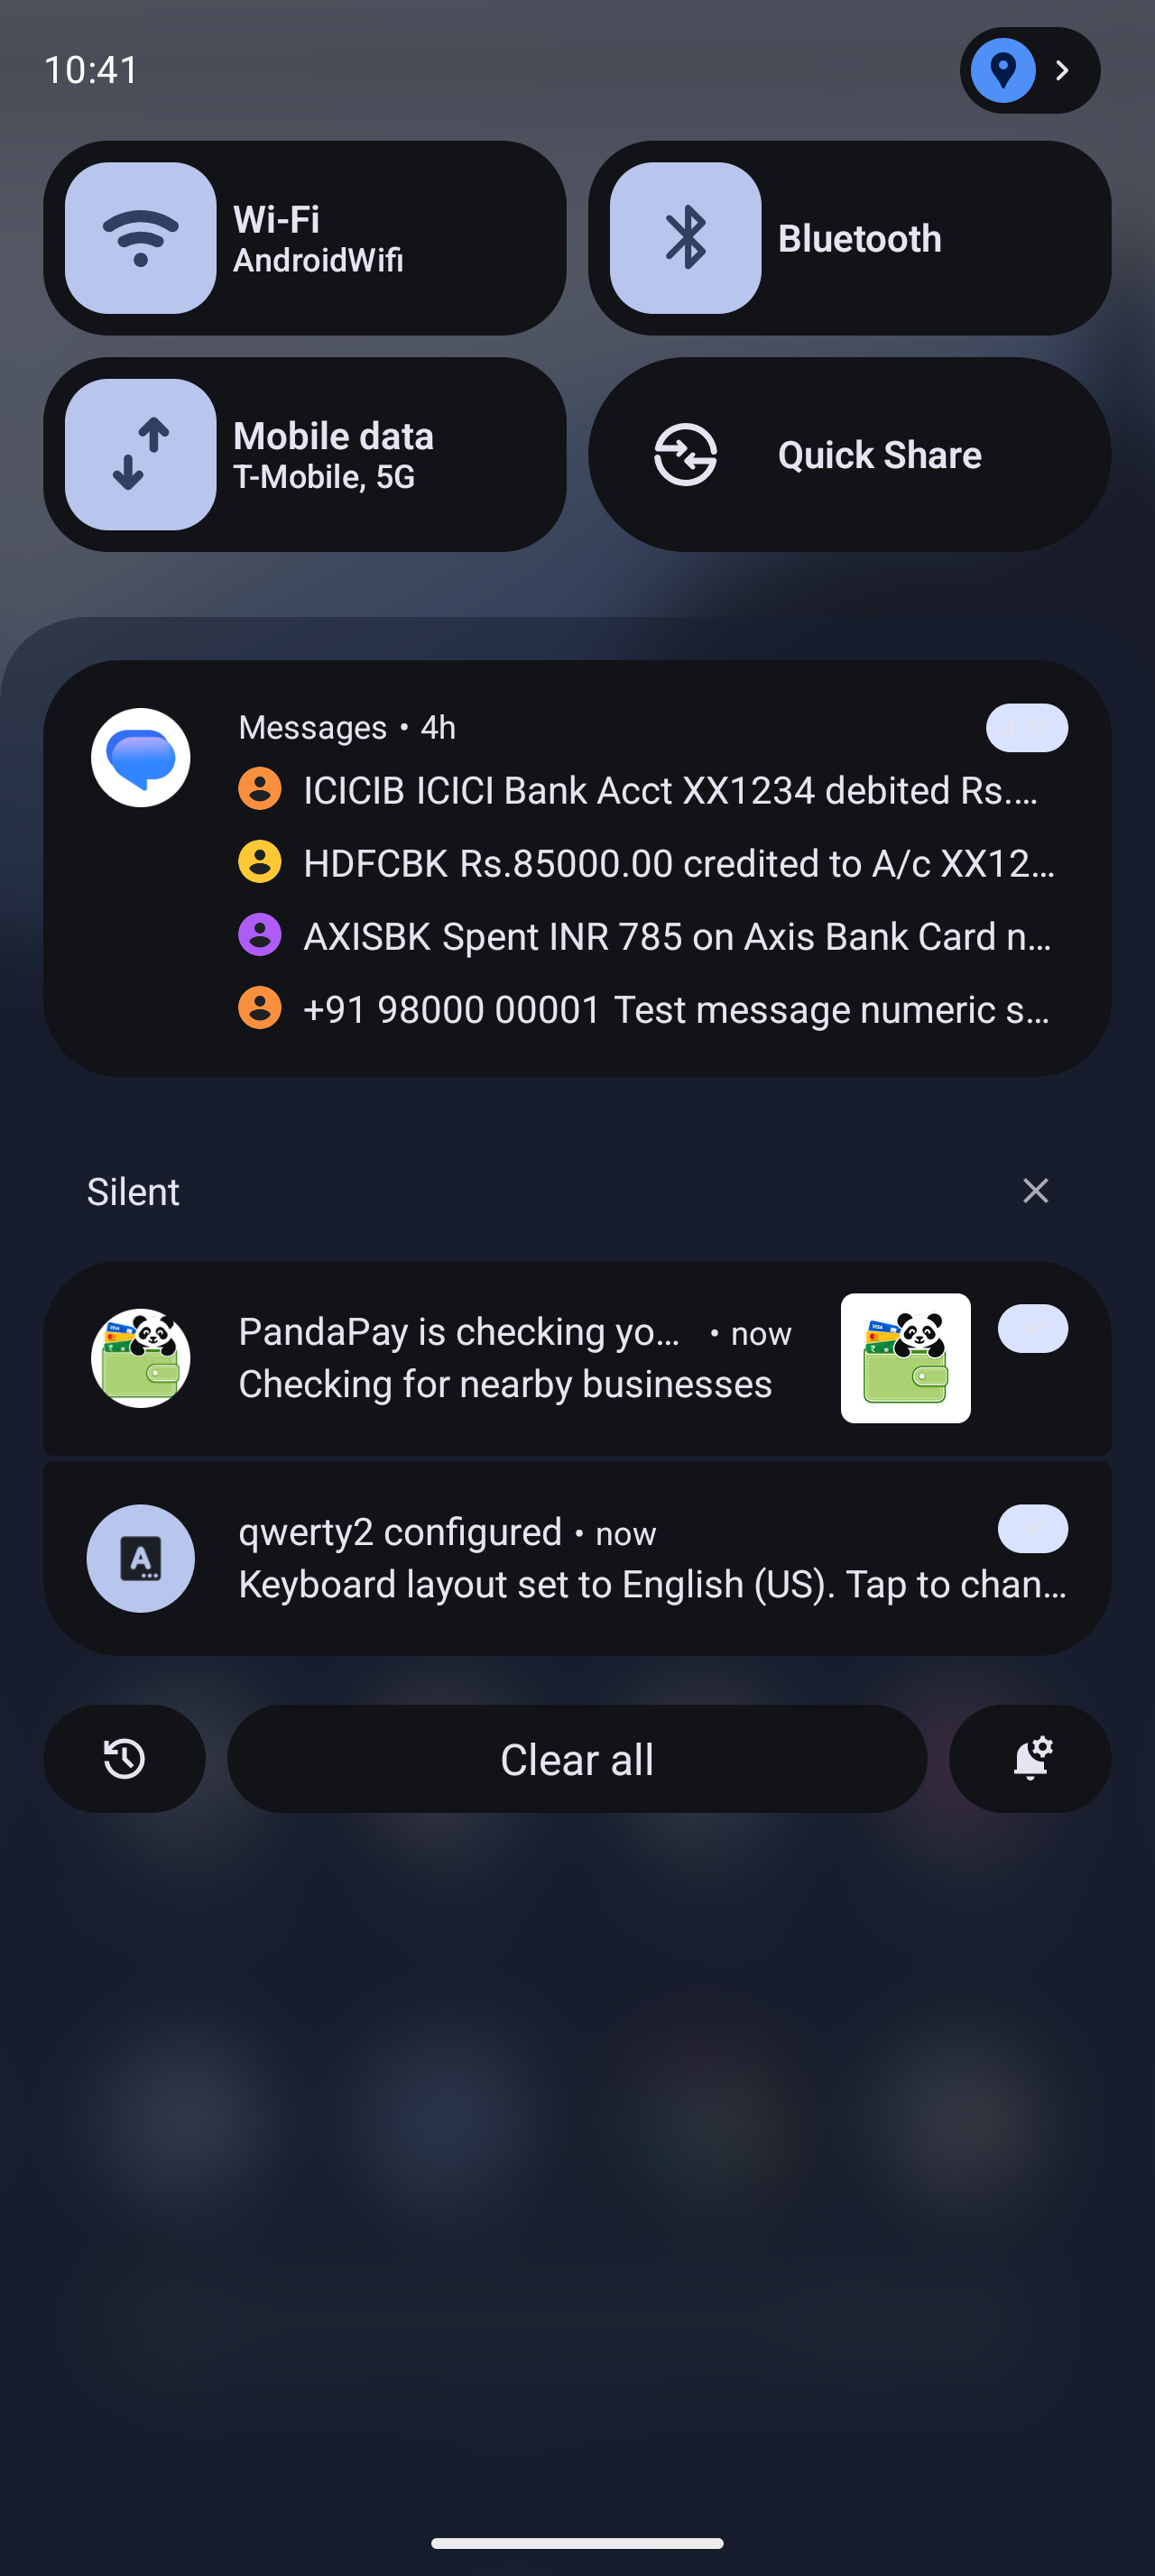 10:41
Wi-Fi
AndroidWifi
Bluetooth
Mobile data
T-Mobile, 5G
Quick Share
Messages • 4h
4
ICICIB ICICI Bank Acct XX1234 debited Rs.…
HDFCBK Rs.85000.00 credited to A/c XX12…
AXISBK Spent INR 785 on Axis Bank Card n…
+91 98000 00001 Test message numeric s…
Silent
PandaPay is checking yo… • now
Checking for nearby businesses
qwerty2 configured • now
Keyboard layout set to English (US). Tap to chan…
Clear all